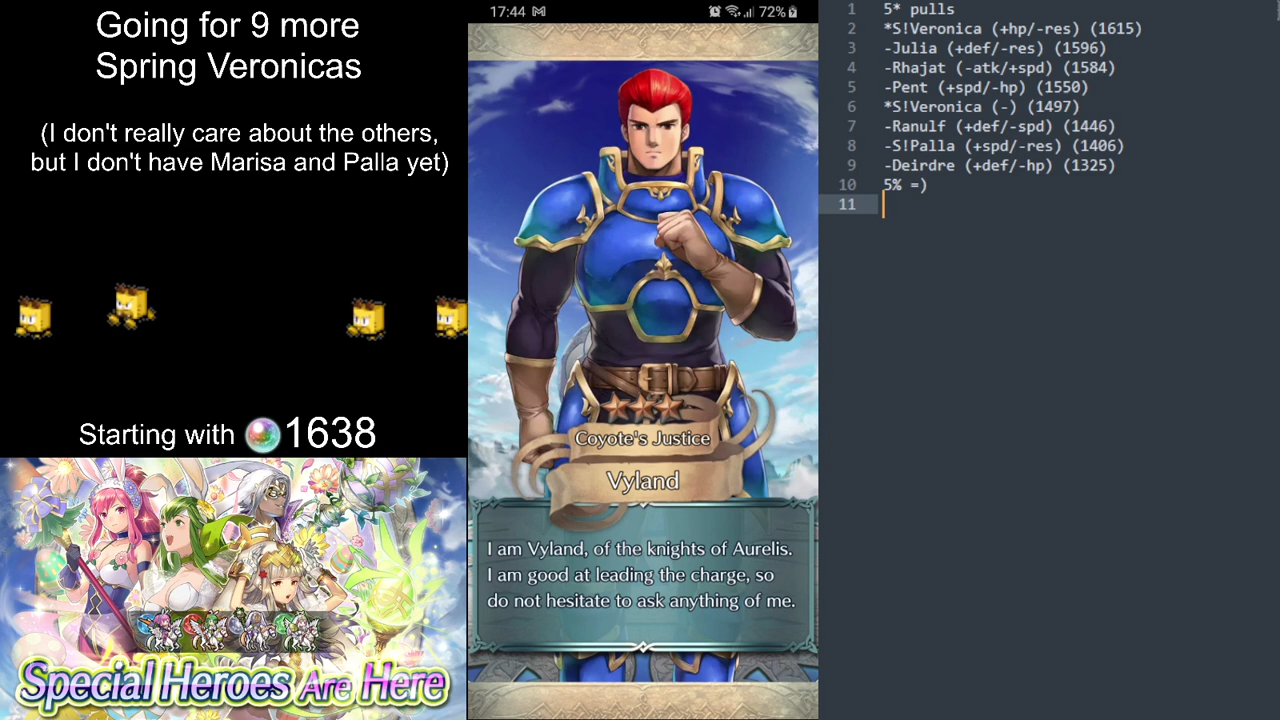 Going for 9 more
Spring Veronicas
(I don't really care about the others,
but I don't have Marisa and Palla yet)
Starting with 1638
Special Heroes Are Here
17:44
72%
Coyote's Justice
Vyland
I am Vyland, of the knights of Aurelis.
I am good at leading the charge, so
do not hesitate to ask anything of me.
1 5* pulls
2 *S!Veronica (+hp/-res) (1615)
3 -Julia (+def/-res) (1596)
4 -Rhajat (-atk/+spd) (1584)
5 -Pent (+spd/-hp) (1550)
6 *S!Veronica (-) (1497)
7 -Ranulf (+def/-spd) (1446)
8 -S!Palla (+spd/-res) (1406)
9 -Deirdre (+def/-hp) (1325)
10 5% =)
11